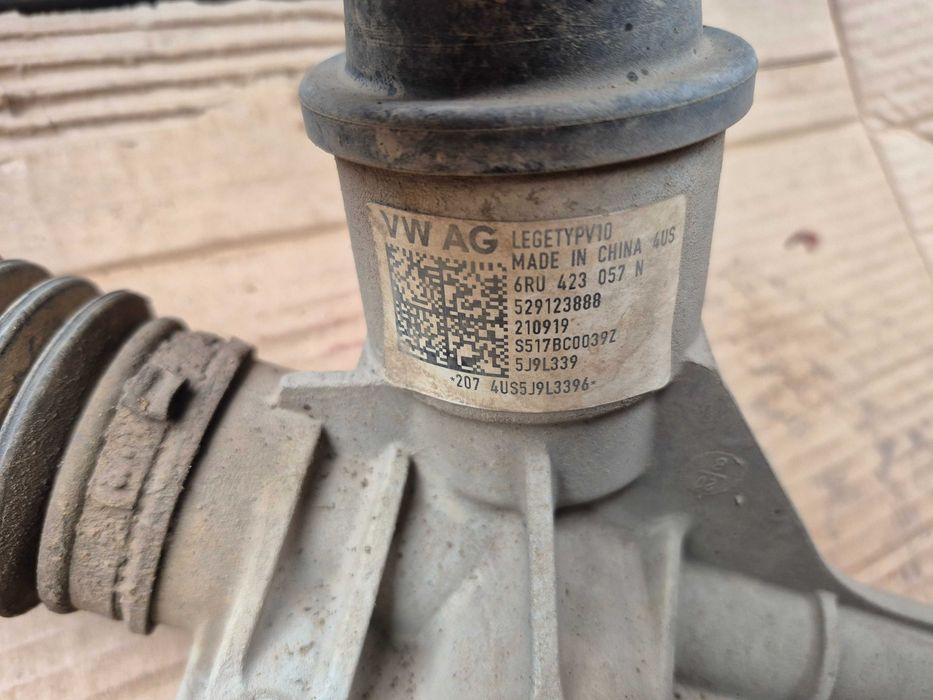 VW AG
LEGETYPV10
MADE IN CHINA 4US
6RU 423 057 N
529123888
210919
S517BC0039Z
5J9L339
*207 4US5J9L3396*